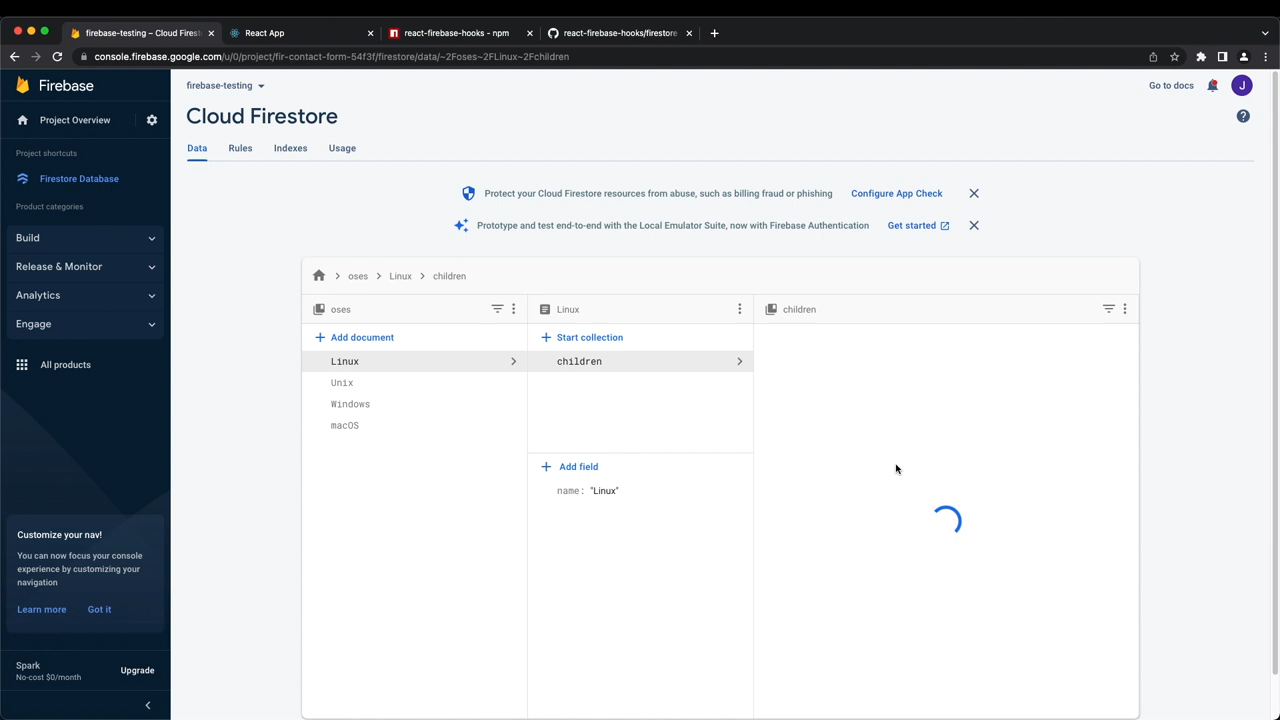 firebase-testing – Cloud Fires
React App
react-firebase-hooks - npm
react-firebase-hooks/firestore
console.firebase.google.com/u/0/project/fir-contact-form-54f3f/firestore/data/~2Foses~2FLinux~2Fchildren
Firebase
Project Overview
Project shortcuts
Firestore Database
Product categories
Build
Release & Monitor
Analytics
Engage
All products
Customize your nav!
You can now focus your console
experience by customizing your
navigation
Learn more Got it
Spark
No-cost $0/month
Upgrade
firebase-testing
Go to docs
J
Cloud Firestore
Data Rules Indexes Usage
Protect your Cloud Firestore resources from abuse, such as billing fraud or phishing Configure App Check
Prototype and test end-to-end with the Local Emulator Suite, now with Firebase Authentication Get started
oses > Linux > children
oses
Add document
Linux
Unix
Windows
macOS
Linux
Start collection
children
Add field
name: "Linux"
children